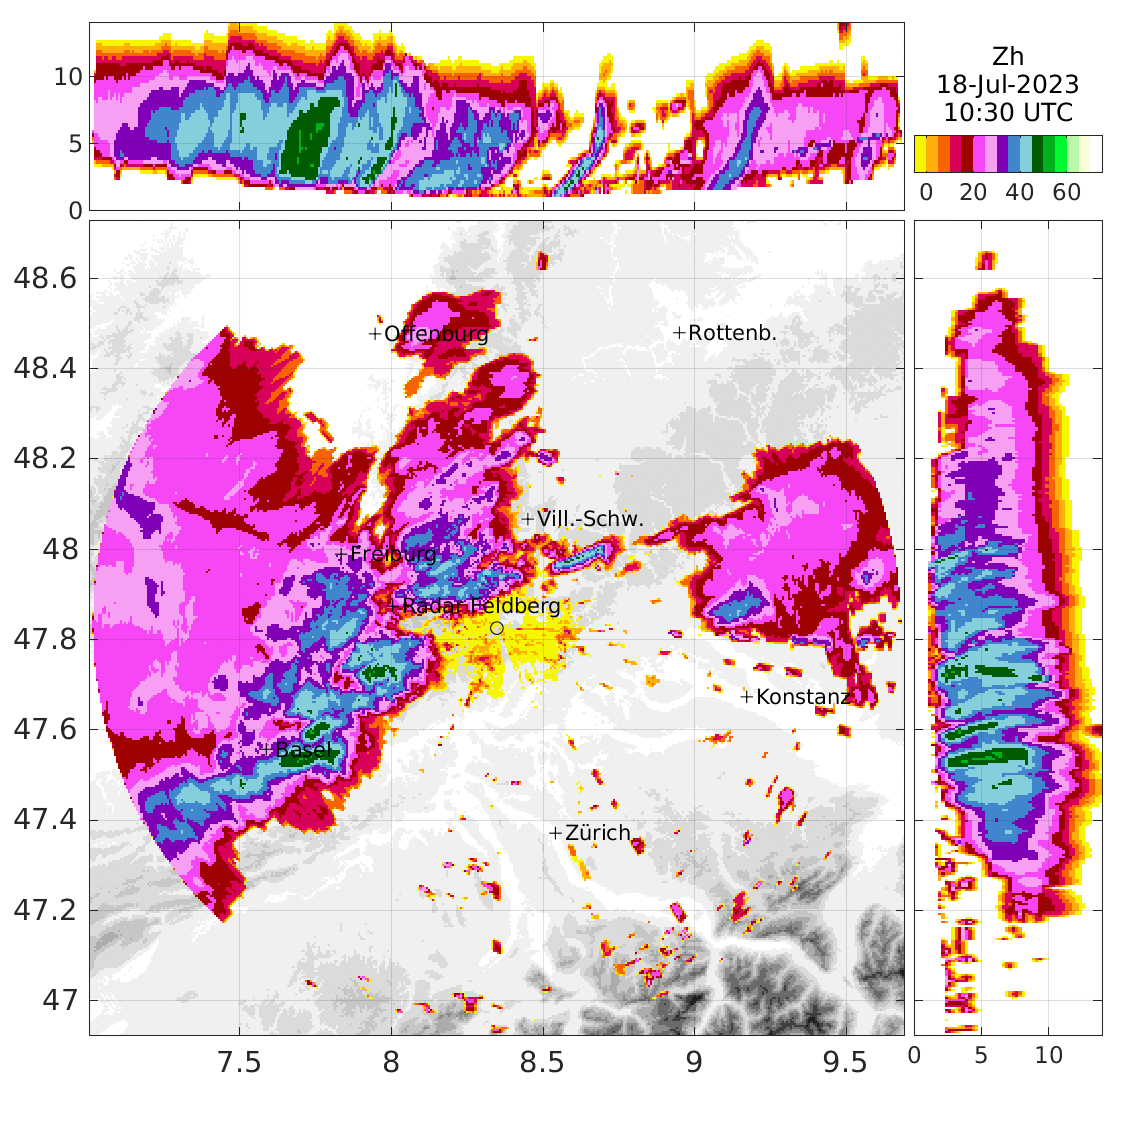 10
5
0
Zh
18-Jul-2023
10:30 UTC
0 20 40 60
48.6
48.4
48.2
48
47.8
47.6
47.4
47.2
47
+Offenburg
+Rottenb.
+Vill.-Schw.
+Freiburg
+Radar Feldberg
+Konstanz
+Basel
+Zürich
7.5 8 8.5 9 9.5
0 5 10